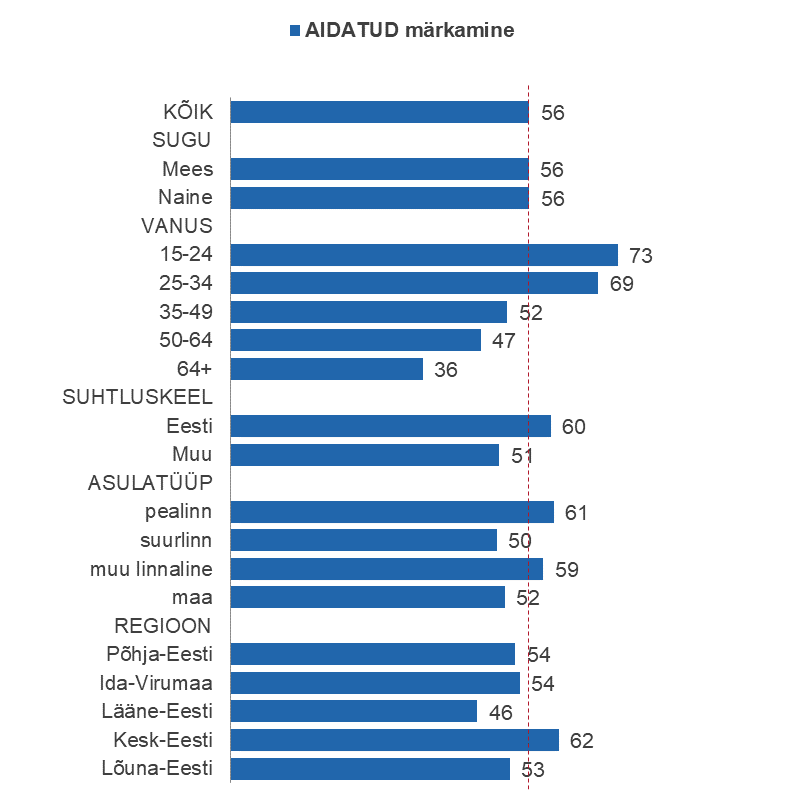 AIDATUD märkamine
KÕIK 56
SUGU
Mees 56
Naine 56
VANUS
15-24 73
25-34 69
35-49 52
50-64 47
64+ 36
SUHTLUSKEEL
Eesti 60
Muu 51
ASULATÜÜP
pealinn 61
suurlinn 50
muu linnaline 59
maa 52
REGIOON
Põhja-Eesti 54
Ida-Virumaa 54
Lääne-Eesti 46
Kesk-Eesti 62
Lõuna-Eesti 53